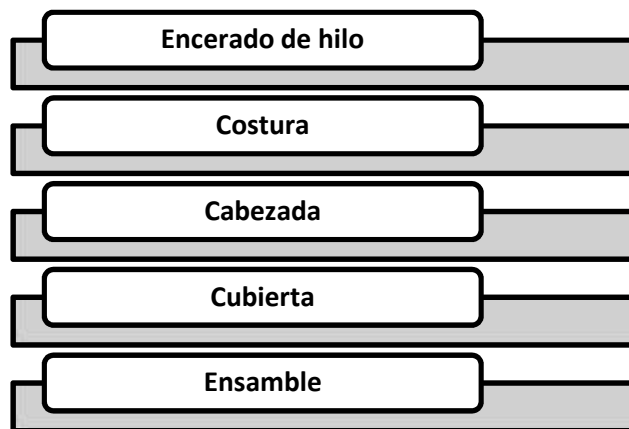 Encerado de hilo
Costura
Cabezada
Cubierta
Ensamble